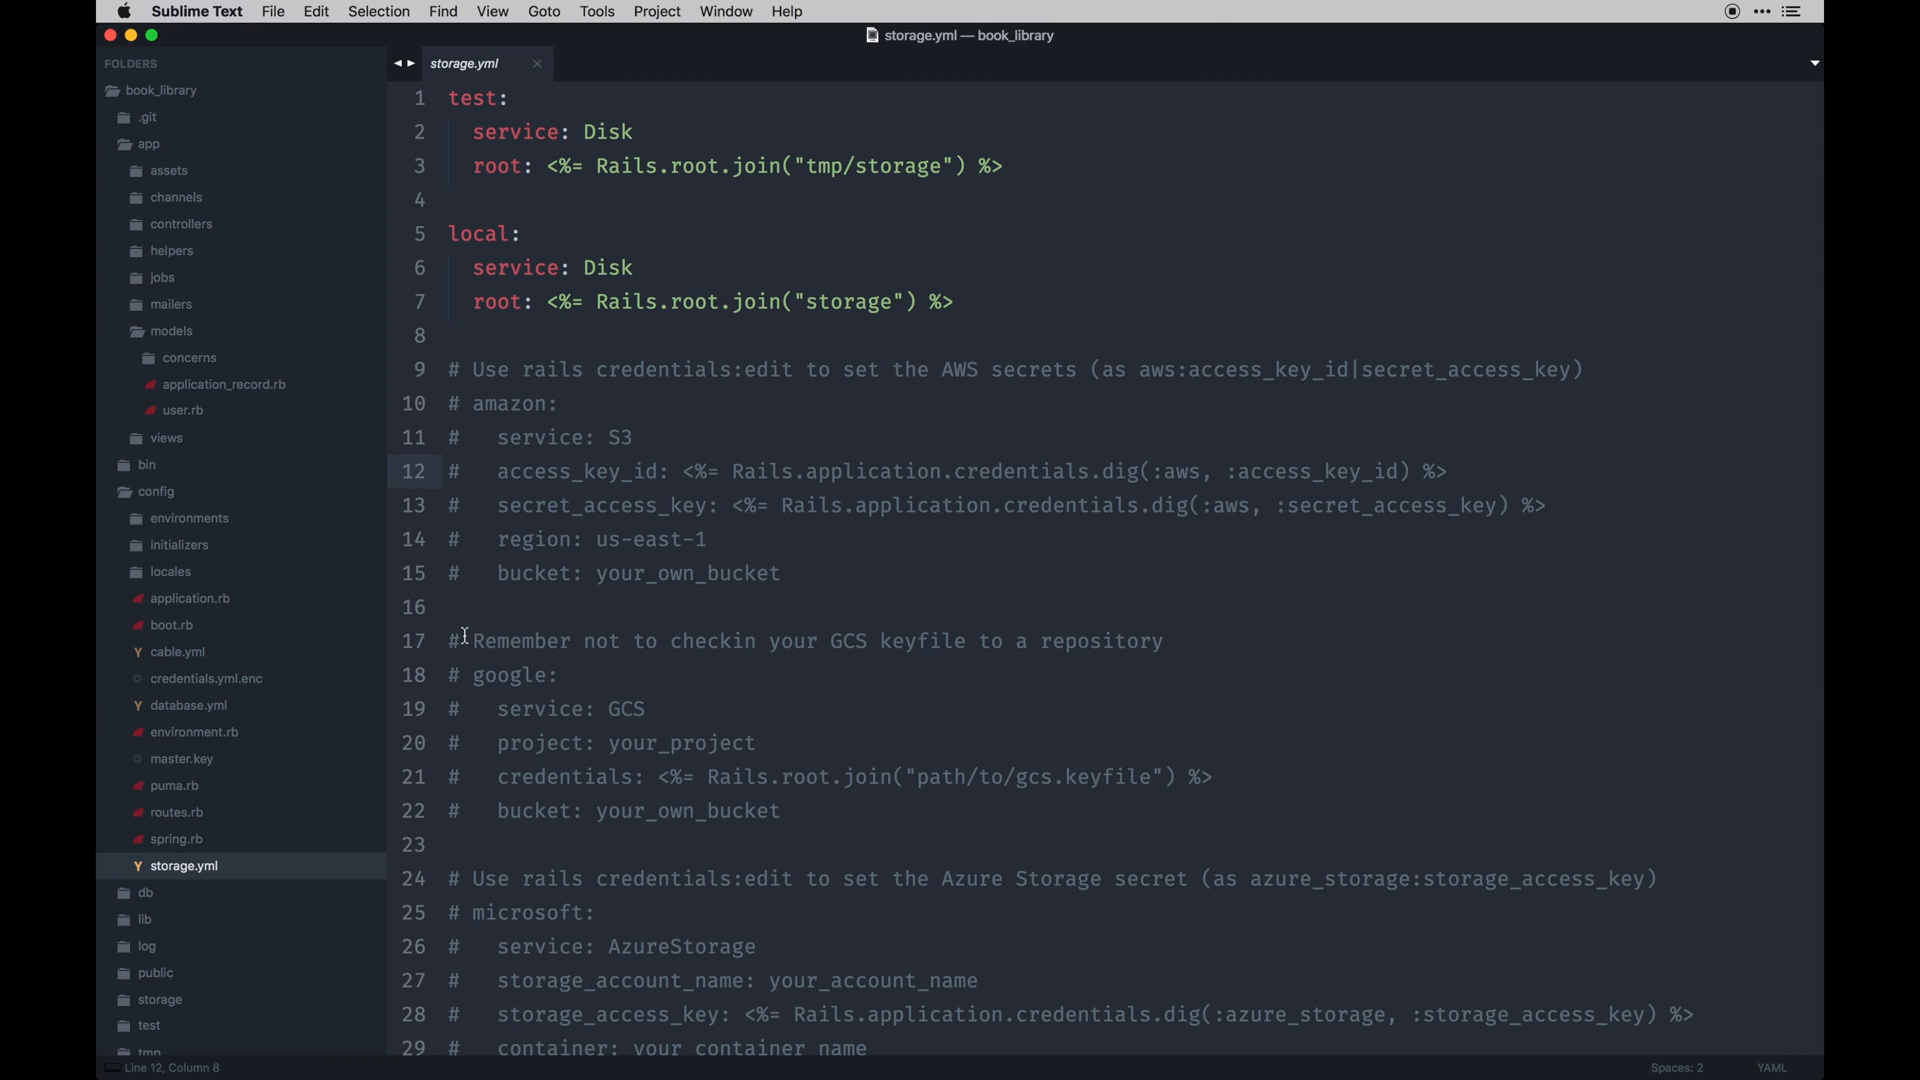 Sublime Text File Edit Selection Find View Goto Tools Project Window Help
storage.yml — book_library
FOLDERS
book_library
.git
app
assets
channels
controllers
helpers
jobs
mailers
models
concerns
application_record.rb
user.rb
views
bin
config
environments
initializers
locales
application.rb
boot.rb
cable.yml
credentials.yml.enc
database.yml
environment.rb
master.key
puma.rb
routes.rb
spring.rb
storage.yml
db
lib
log
public
storage
test
tmp
storage.yml
1 test:
2 service: Disk
3 root: <%= Rails.root.join("tmp/storage") %>
4
5 local:
6 service: Disk
7 root: <%= Rails.root.join("storage") %>
8
9 # Use rails credentials:edit to set the AWS secrets (as aws:access_key_id|secret_access_key)
10 # amazon:
11 # service: S3
12 # access_key_id: <%= Rails.application.credentials.dig(:aws, :access_key_id) %>
13 # secret_access_key: <%= Rails.application.credentials.dig(:aws, :secret_access_key) %>
14 # region: us-east-1
15 # bucket: your_own_bucket
16
17 # Remember not to checkin your GCS keyfile to a repository
18 # google:
19 # service: GCS
20 # project: your_project
21 # credentials: <%= Rails.root.join("path/to/gcs.keyfile") %>
22 # bucket: your_own_bucket
23
24 # Use rails credentials:edit to set the Azure Storage secret (as azure_storage:storage_access_key)
25 # microsoft:
26 # service: AzureStorage
27 # storage_account_name: your_account_name
28 # storage_access_key: <%= Rails.application.credentials.dig(:azure_storage, :storage_access_key) %>
29 # container: your_container_name
Line 12, Column 8
Spaces: 2
YAML